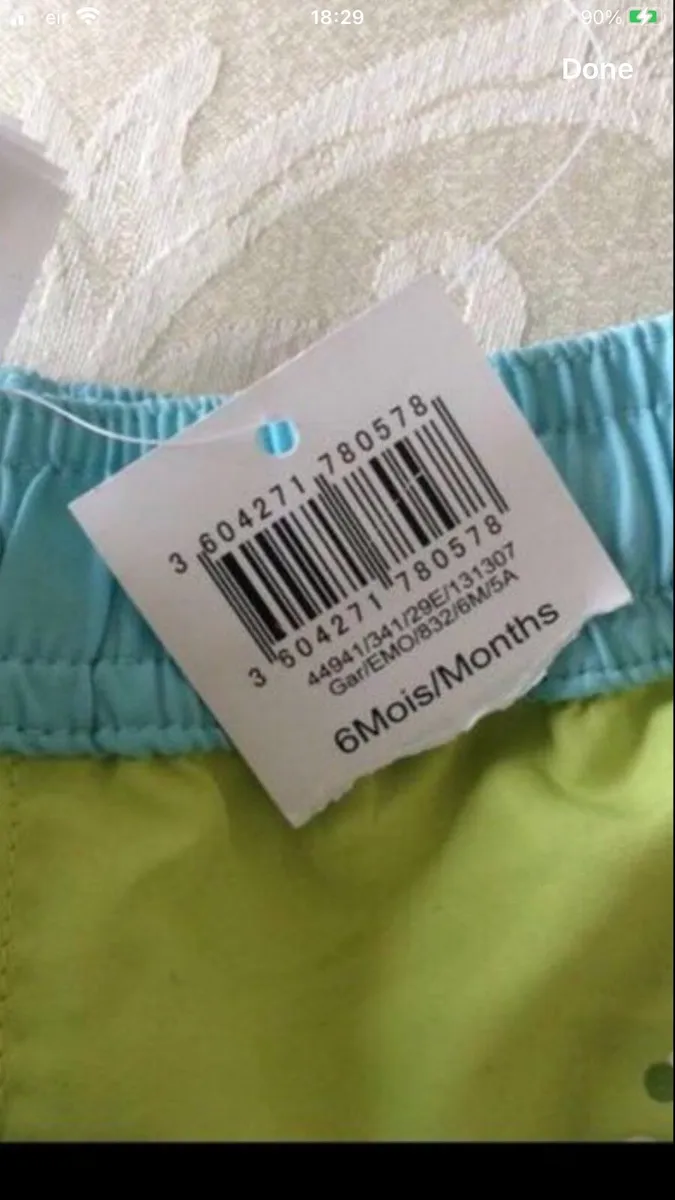 eir 18:29 90%
Done
3 604271 780578
3 604271 780578
44941/341/29E/131307
Gar/EMO/832/6M/5A
6Mois/Months